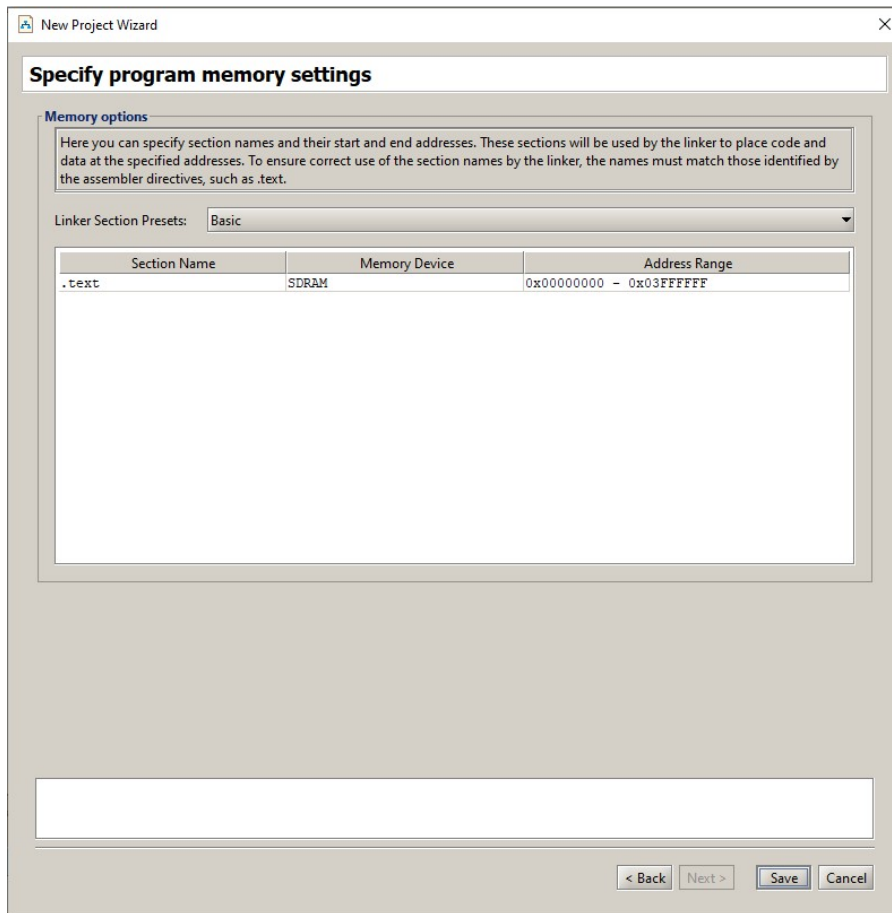 New Project Wizard
Specify program memory settings
Memory options
Here you can specify section names and their start and end addresses. These sections will be used by the linker to place code and
data at the specified addresses. To ensure correct use of the section names by the linker, the names must match those identified by
the assembler directives, such as .text.
Linker Section Presets: Basic
Section Name Memory Device Address Range
.text SDRAM 0x00000000 - 0x03FFFFFF
< Back Next > Save Cancel